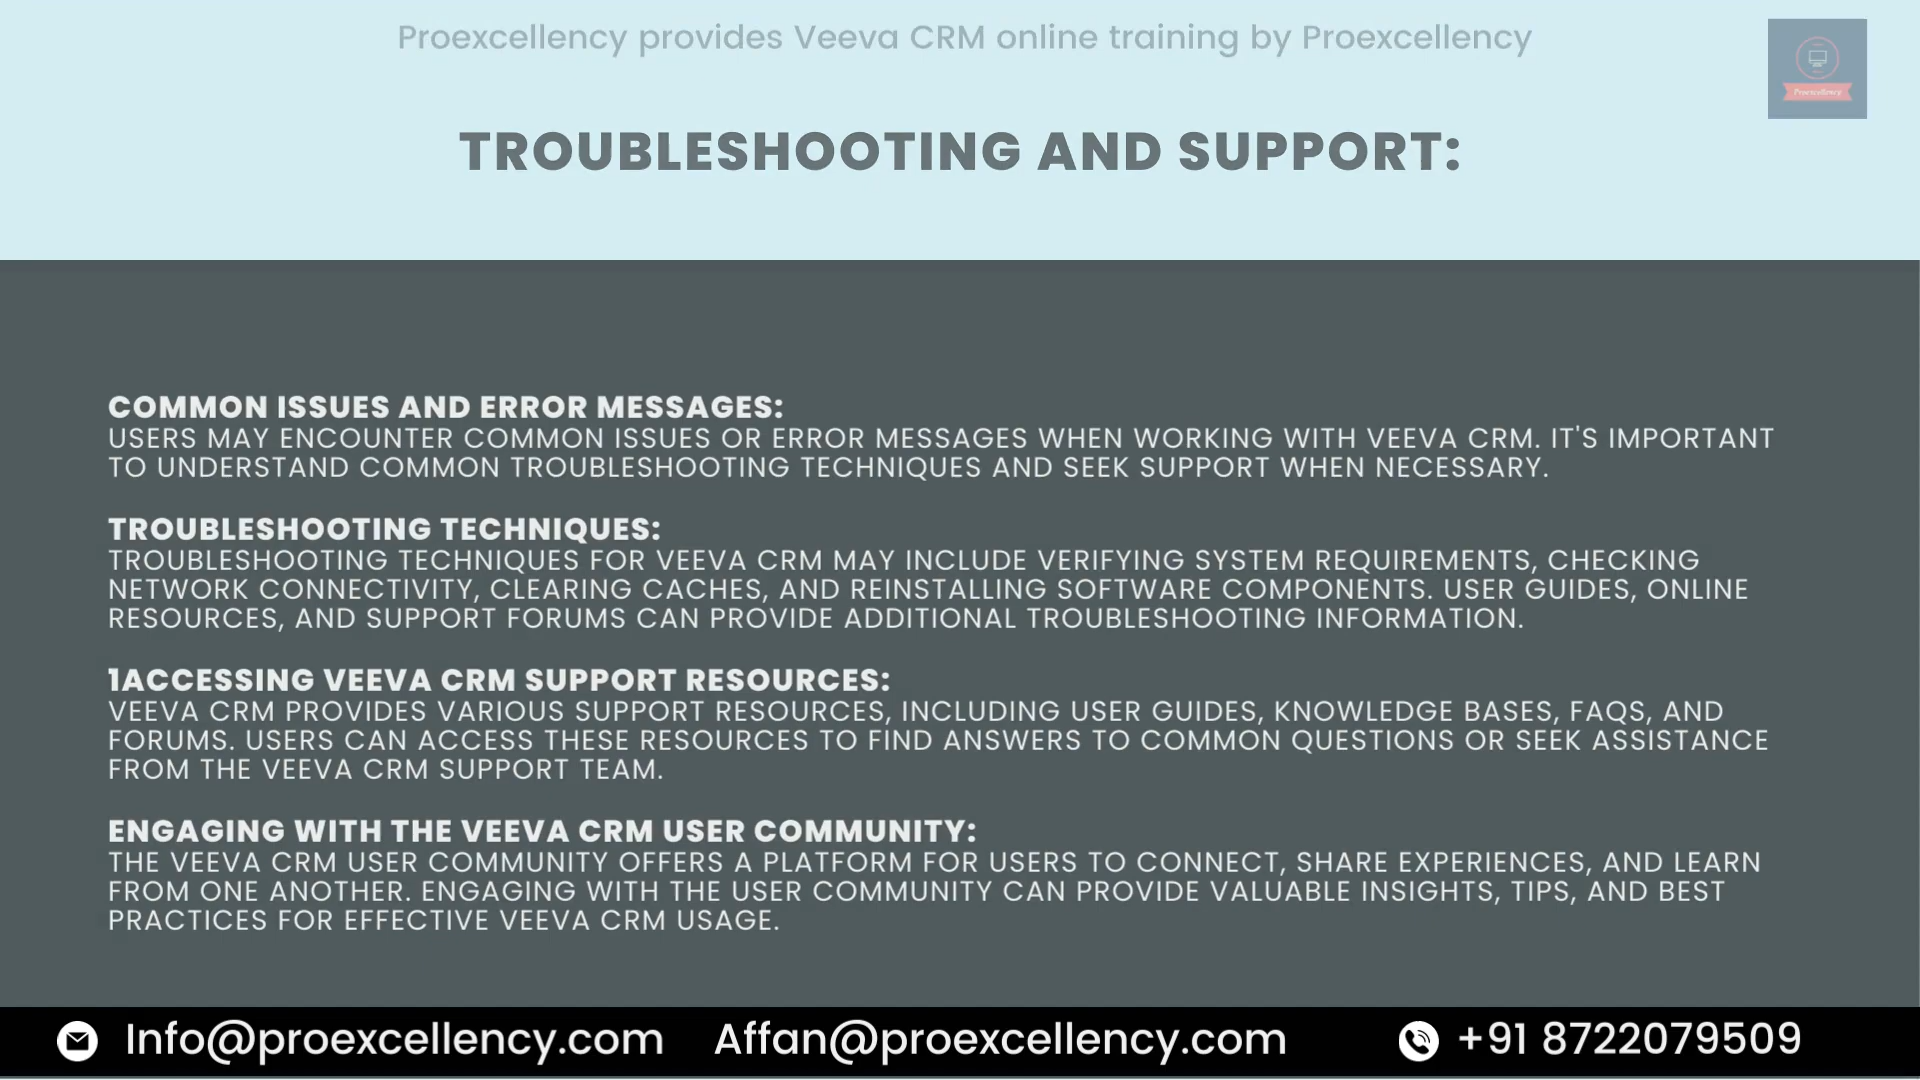 Proexcellency provides Veeva CRM online training by Proexcellency
Proexcellency
TROUBLESHOOTING AND SUPPORT:
COMMON ISSUES AND ERROR MESSAGES:
USERS MAY ENCOUNTER COMMON ISSUES OR ERROR MESSAGES WHEN WORKING WITH VEEVA CRM. IT'S IMPORTANT
TO UNDERSTAND COMMON TROUBLESHOOTING TECHNIQUES AND SEEK SUPPORT WHEN NECESSARY.
TROUBLESHOOTING TECHNIQUES:
TROUBLESHOOTING TECHNIQUES FOR VEEVA CRM MAY INCLUDE VERIFYING SYSTEM REQUIREMENTS, CHECKING
NETWORK CONNECTIVITY, CLEARING CACHES, AND REINSTALLING SOFTWARE COMPONENTS. USER GUIDES, ONLINE
RESOURCES, AND SUPPORT FORUMS CAN PROVIDE ADDITIONAL TROUBLESHOOTING INFORMATION.
1ACCESSING VEEVA CRM SUPPORT RESOURCES:
VEEVA CRM PROVIDES VARIOUS SUPPORT RESOURCES, INCLUDING USER GUIDES, KNOWLEDGE BASES, FAQS, AND
FORUMS. USERS CAN ACCESS THESE RESOURCES TO FIND ANSWERS TO COMMON QUESTIONS OR SEEK ASSISTANCE
FROM THE VEEVA CRM SUPPORT TEAM.
ENGAGING WITH THE VEEVA CRM USER COMMUNITY:
THE VEEVA CRM USER COMMUNITY OFFERS A PLATFORM FOR USERS TO CONNECT, SHARE EXPERIENCES, AND LEARN
FROM ONE ANOTHER. ENGAGING WITH THE USER COMMUNITY CAN PROVIDE VALUABLE INSIGHTS, TIPS, AND BEST
PRACTICES FOR EFFECTIVE VEEVA CRM USAGE.
Info@proexcellency.com Affan@proexcellency.com +91 8722079509